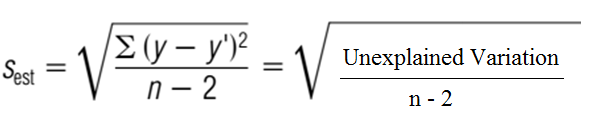 S_est = √(Σ (y – y')² / (n – 2)) = √(Unexplained Variation / (n - 2))